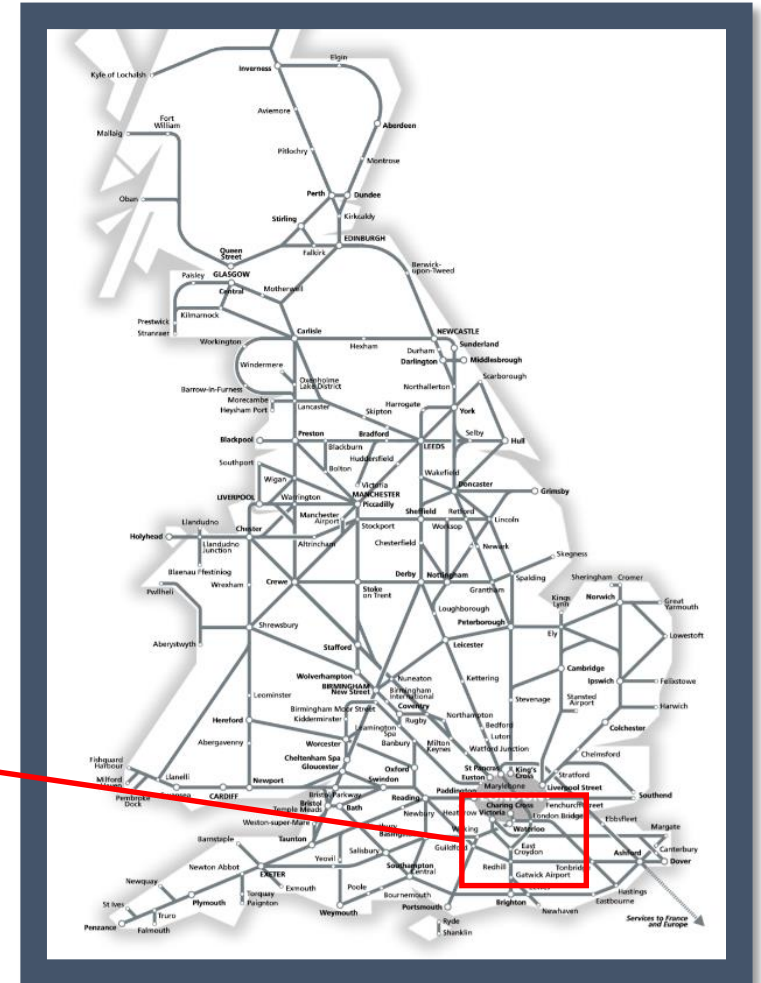 Elgin
Inverness
Kyle of Lochalsh
Aviemore
Fort
William
Aberdeen
Mallaig
Pitlochry
Montrose
Perth
Dundee
Oban
Kirkcaldy
Stirling
EDINBURGH
Queen
Street
Falkirk
Berwick-
upon-Tweed
Paisley
GLASGOW
Central
Motherwell
Prestwick
Kilmarnock
Stranraer
Carlisle
NEWCASTLE
Workington
Hexham
Sunderland
Durham
Darlington
Middlesbrough
Windermere
Scarborough
Oxenholme
Lake District
Northallerton
Barrow-in-Furness
Morecambe
Heysham Port
Lancaster
Harrogate
York
Skipton
Blackpool
Preston
Bradford
Selby
Hull
Blackburn
LEEDS
Huddersfield
Southport
Bolton
Wakefield
Wigan
Victoria
Doncaster
MANCHESTER
Piccadilly
Grimsby
LIVERPOOL
Warrington
Manchester
Airport
Sheffield
Retford
Llandudno
Stockport
Worksop
Lincoln
Holyhead
Chester
Llandudno
Junction
Altrincham
Chesterfield
Newark
Skegness
Blaenau Ffestiniog
Wrexham
Crewe
Stoke
on Trent
Derby
Nottingham
Spalding
Sheringham
Cromer
Pwllheli
Grantham
Kings
Lynn
Norwich
Great
Yarmouth
Loughborough
Shrewsbury
Peterborough
Aberystwyth
Stafford
Leicester
Ely
Lowestoft
Wolverhampton
Cambridge
BIRMINGHAM
New Street
Nuneaton
Kettering
Ipswich
Felixstowe
Birmingham
International
Leominster
Birmingham Moor Street
Coventry
Stevenage
Stansted
Airport
Harwich
Hereford
Kidderminster
Rugby
Northampton
Leamington
Spa
Bedford
Colchester
Abergavenny
Worcester
Banbury
Milton
Keynes
Luton
Watford Junction
Chelmsford
Fishguard
Harbour
Cheltenham Spa
Gloucester
Oxford
St Pancras
Euston
King's
Cross
Stratford
Milford
Llanelli
Newport
Swindon
Marylebone
Liverpool Street
Pembroke
Dock
CARDIFF
Bristol Parkway
Paddington
Southend
Bristol
Temple Meads
Bath
Reading
Charing Cross
Fenchurch Street
Newbury
Heathrow
Victoria
London Bridge
Ebbsfleet
Weston-super-Mare
Waterloo
Margate
Barnstaple
Taunton
Woking
East
Croydon
Canterbury
Salisbury
Guildford
Ashford
Newton Abbot
Yeovil
Redhill
Tonbridge
Dover
EXETER
Southampton
Central
Gatwick Airport
Newquay
Exmouth
Poole
Hastings
St Ives
Plymouth
Torquay
Paignton
Bournemouth
Brighton
Eastbourne
Truro
Weymouth
Portsmouth
Newhaven
Penzance
Falmouth
Ryde
Shanklin
Services to France
and Europe